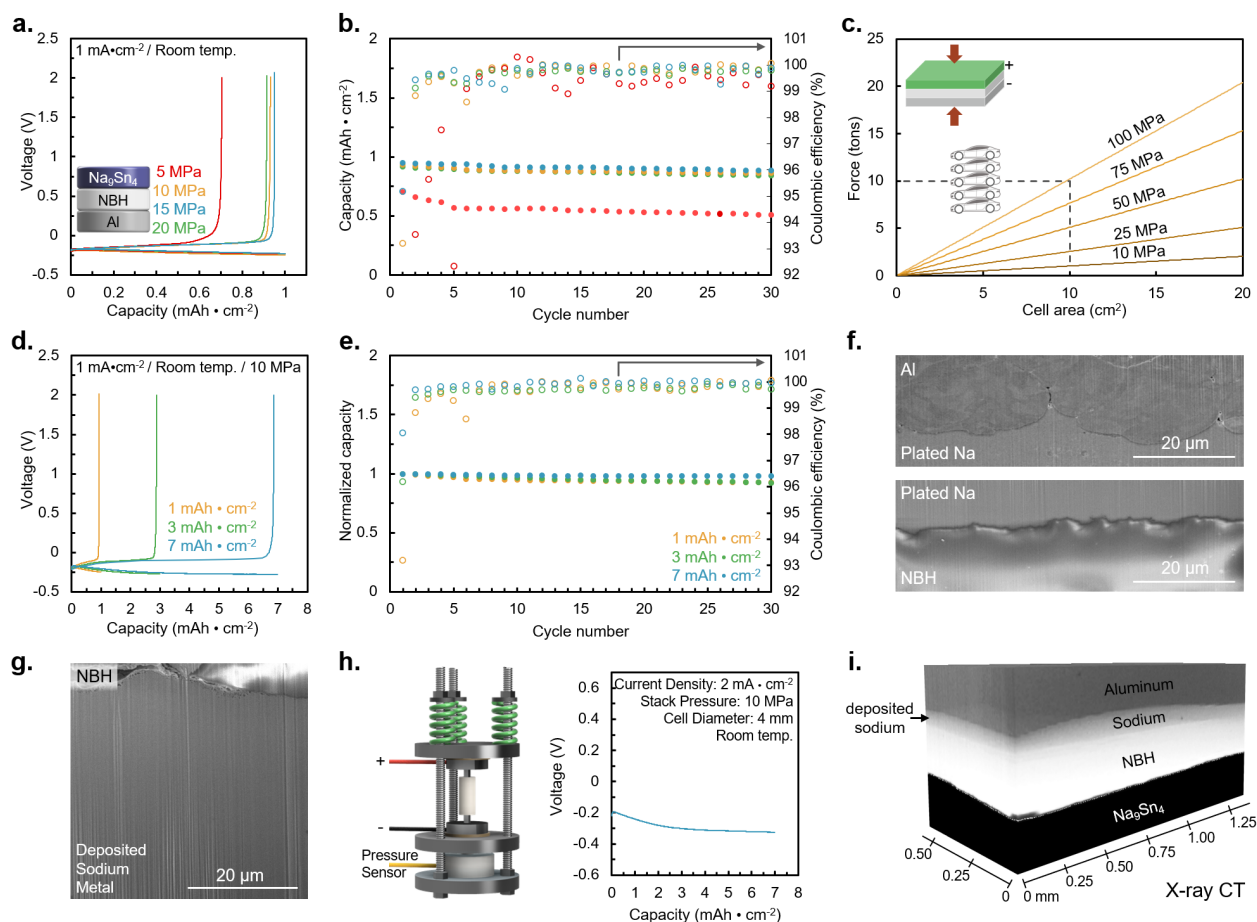 a.
1 mA•cm⁻² / Room temp.
2.5
2
1.5
1
0.5
0
-0.5
Voltage (V)
Na₉Sn₄
NBH
Al
5 MPa
10 MPa
15 MPa
20 MPa
0 0.2 0.4 0.6 0.8 1
Capacity (mAh • cm⁻²)
b.
2
1.5
1
0.5
0
Capacity (mAh • cm⁻²)
101
100
99
98
97
96
95
94
93
92
Coulombic efficiency (%)
0 5 10 15 20 25 30
Cycle number
c.
25
20
15
10
5
0
Force (tons)
+
-
100 MPa
75 MPa
50 MPa
25 MPa
10 MPa
0 5 10 15 20
Cell area (cm²)
d.
1 mA•cm⁻² / Room temp. / 10 MPa
2.5
2
1.5
1
0.5
0
-0.5
Voltage (V)
1 mAh • cm⁻²
3 mAh • cm⁻²
7 mAh • cm⁻²
0 1 2 3 4 5 6 7 8
Capacity (mAh • cm⁻²)
e.
2
1.5
1
0.5
0
Normalized capacity
101
100
99
98
97
96
95
94
93
92
Coulombic efficiency (%)
1 mAh • cm⁻²
3 mAh • cm⁻²
7 mAh • cm⁻²
0 5 10 15 20 25 30
Cycle number
f.
Al
Plated Na
20 µm
Plated Na
NBH
20 µm
g.
NBH
Deposited
Sodium
Metal
20 µm
h.
+
-
Pressure
Sensor
Current Density: 2 mA • cm⁻²
Stack Pressure: 10 MPa
Cell Diameter: 4 mm
Room temp.
0.6
0.4
0.2
0
-0.2
-0.4
-0.6
Voltage (V)
0 1 2 3 4 5 6 7 8
Capacity (mAh • cm⁻²)
i.
Aluminum
deposited
sodium
Sodium
NBH
Na₉Sn₄
0.50
0.25
0
0 mm
0.25
0.50
0.75
1.00
1.25
X-ray CT